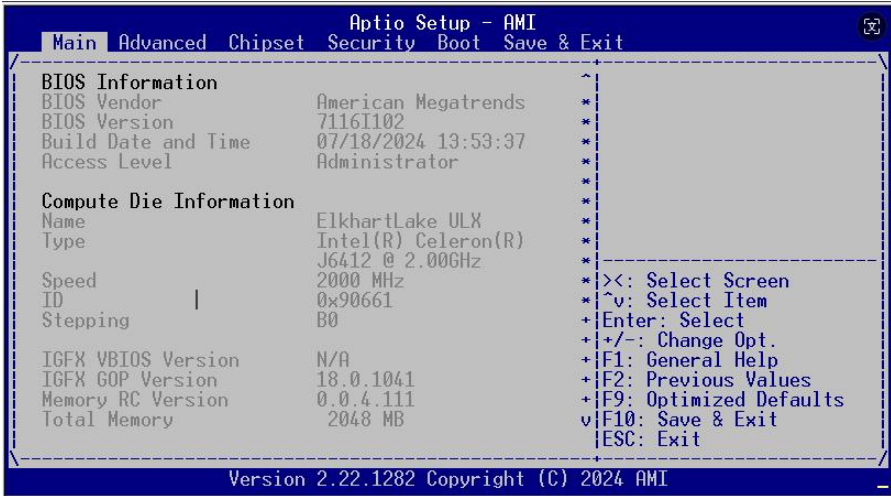 Aptio Setup - AMI
Main Advanced Chipset Security Boot Save & Exit
BIOS Information
BIOS Vendor American Megatrends
BIOS Version 7116I102
Build Date and Time 07/18/2024 13:53:37
Access Level Administrator
Compute Die Information
Name ElkhartLake ULX
Type Intel(R) Celeron(R)
J6412 @ 2.00GHz
Speed 2000 MHz
ID 0x90661
Stepping B0
IGFX VBIOS Version N/A
IGFX GOP Version 18.0.1041
Memory RC Version 0.0.4.111
Total Memory 2048 MB
><: Select Screen
^v: Select Item
Enter: Select
+/-: Change Opt.
F1: General Help
F2: Previous Values
F9: Optimized Defaults
F10: Save & Exit
ESC: Exit
Version 2.22.1282 Copyright (C) 2024 AMI